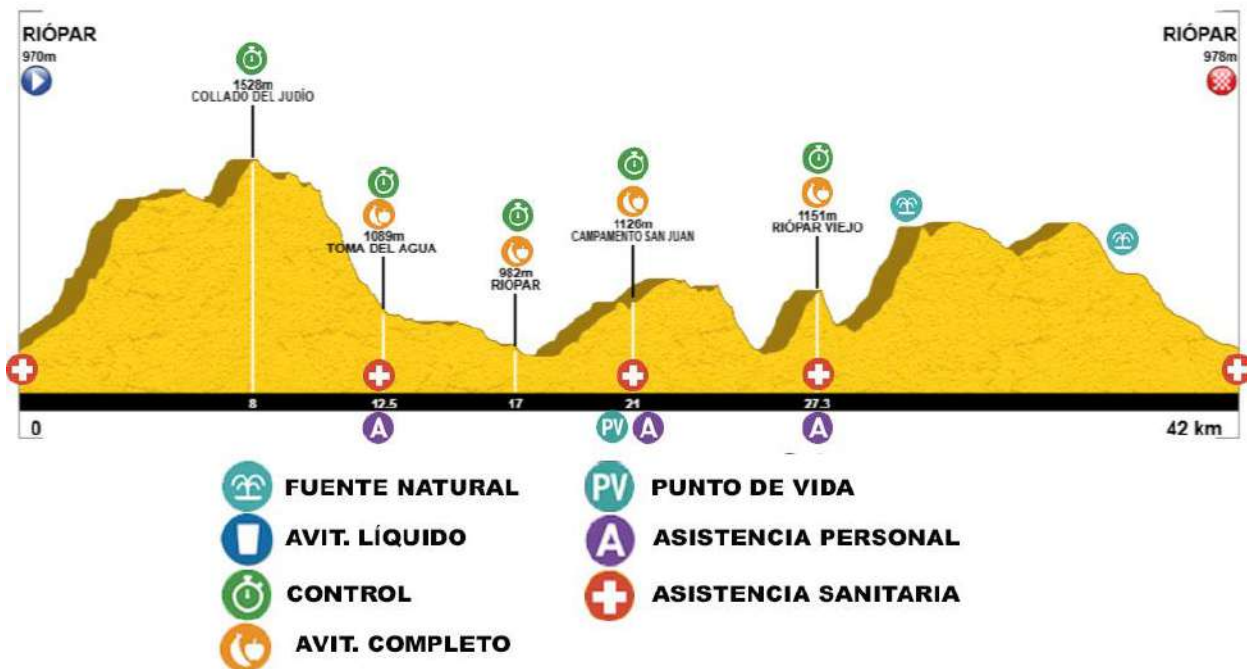 RIÓPAR
970m
1528m
COLLADO DEL JUDÍO
1089m
TOMA DEL AGUA
982m
RIÓPAR
1126m
CAMPAMENTO SAN JUAN
1151m
RIÓPAR VIEJO
RIÓPAR
978m
8
12.5
17
21
27.3
A
PV
A
A
0
42 km
FUENTE NATURAL
AVIT. LÍQUIDO
CONTROL
AVIT. COMPLETO
PV PUNTO DE VIDA
A ASISTENCIA PERSONAL
ASISTENCIA SANITARIA